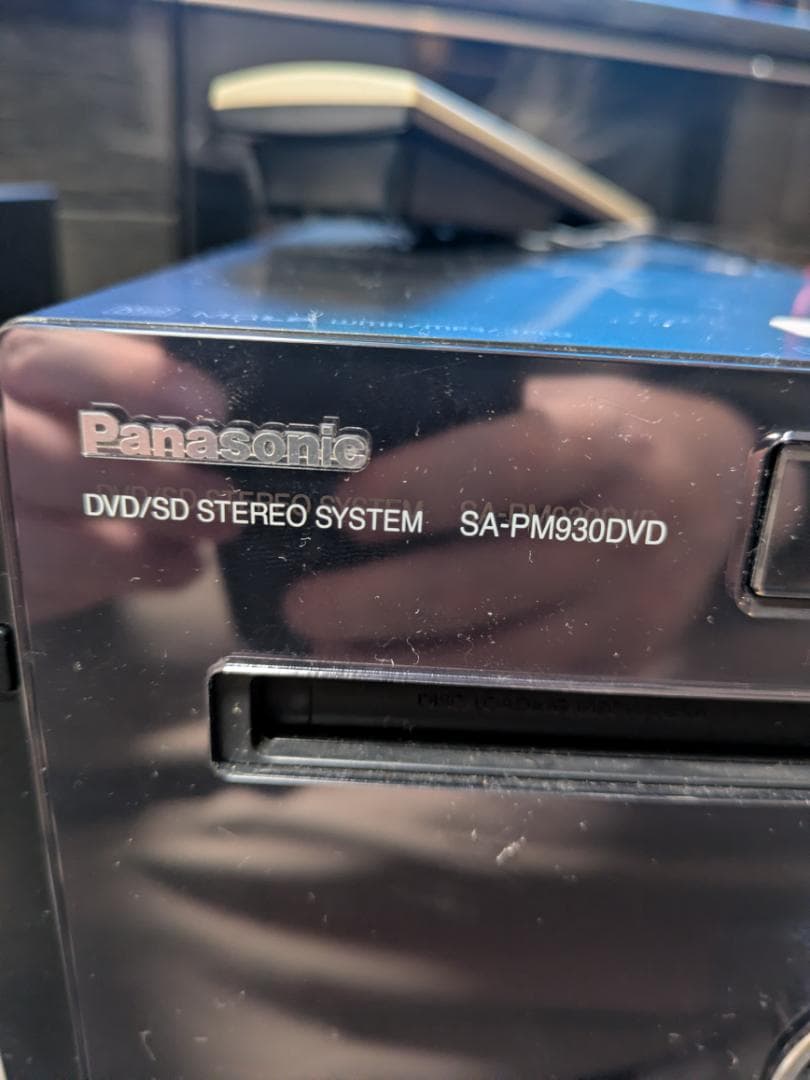 Panasonic
DVD/SD STEREO SYSTEM SA-PM930DVD